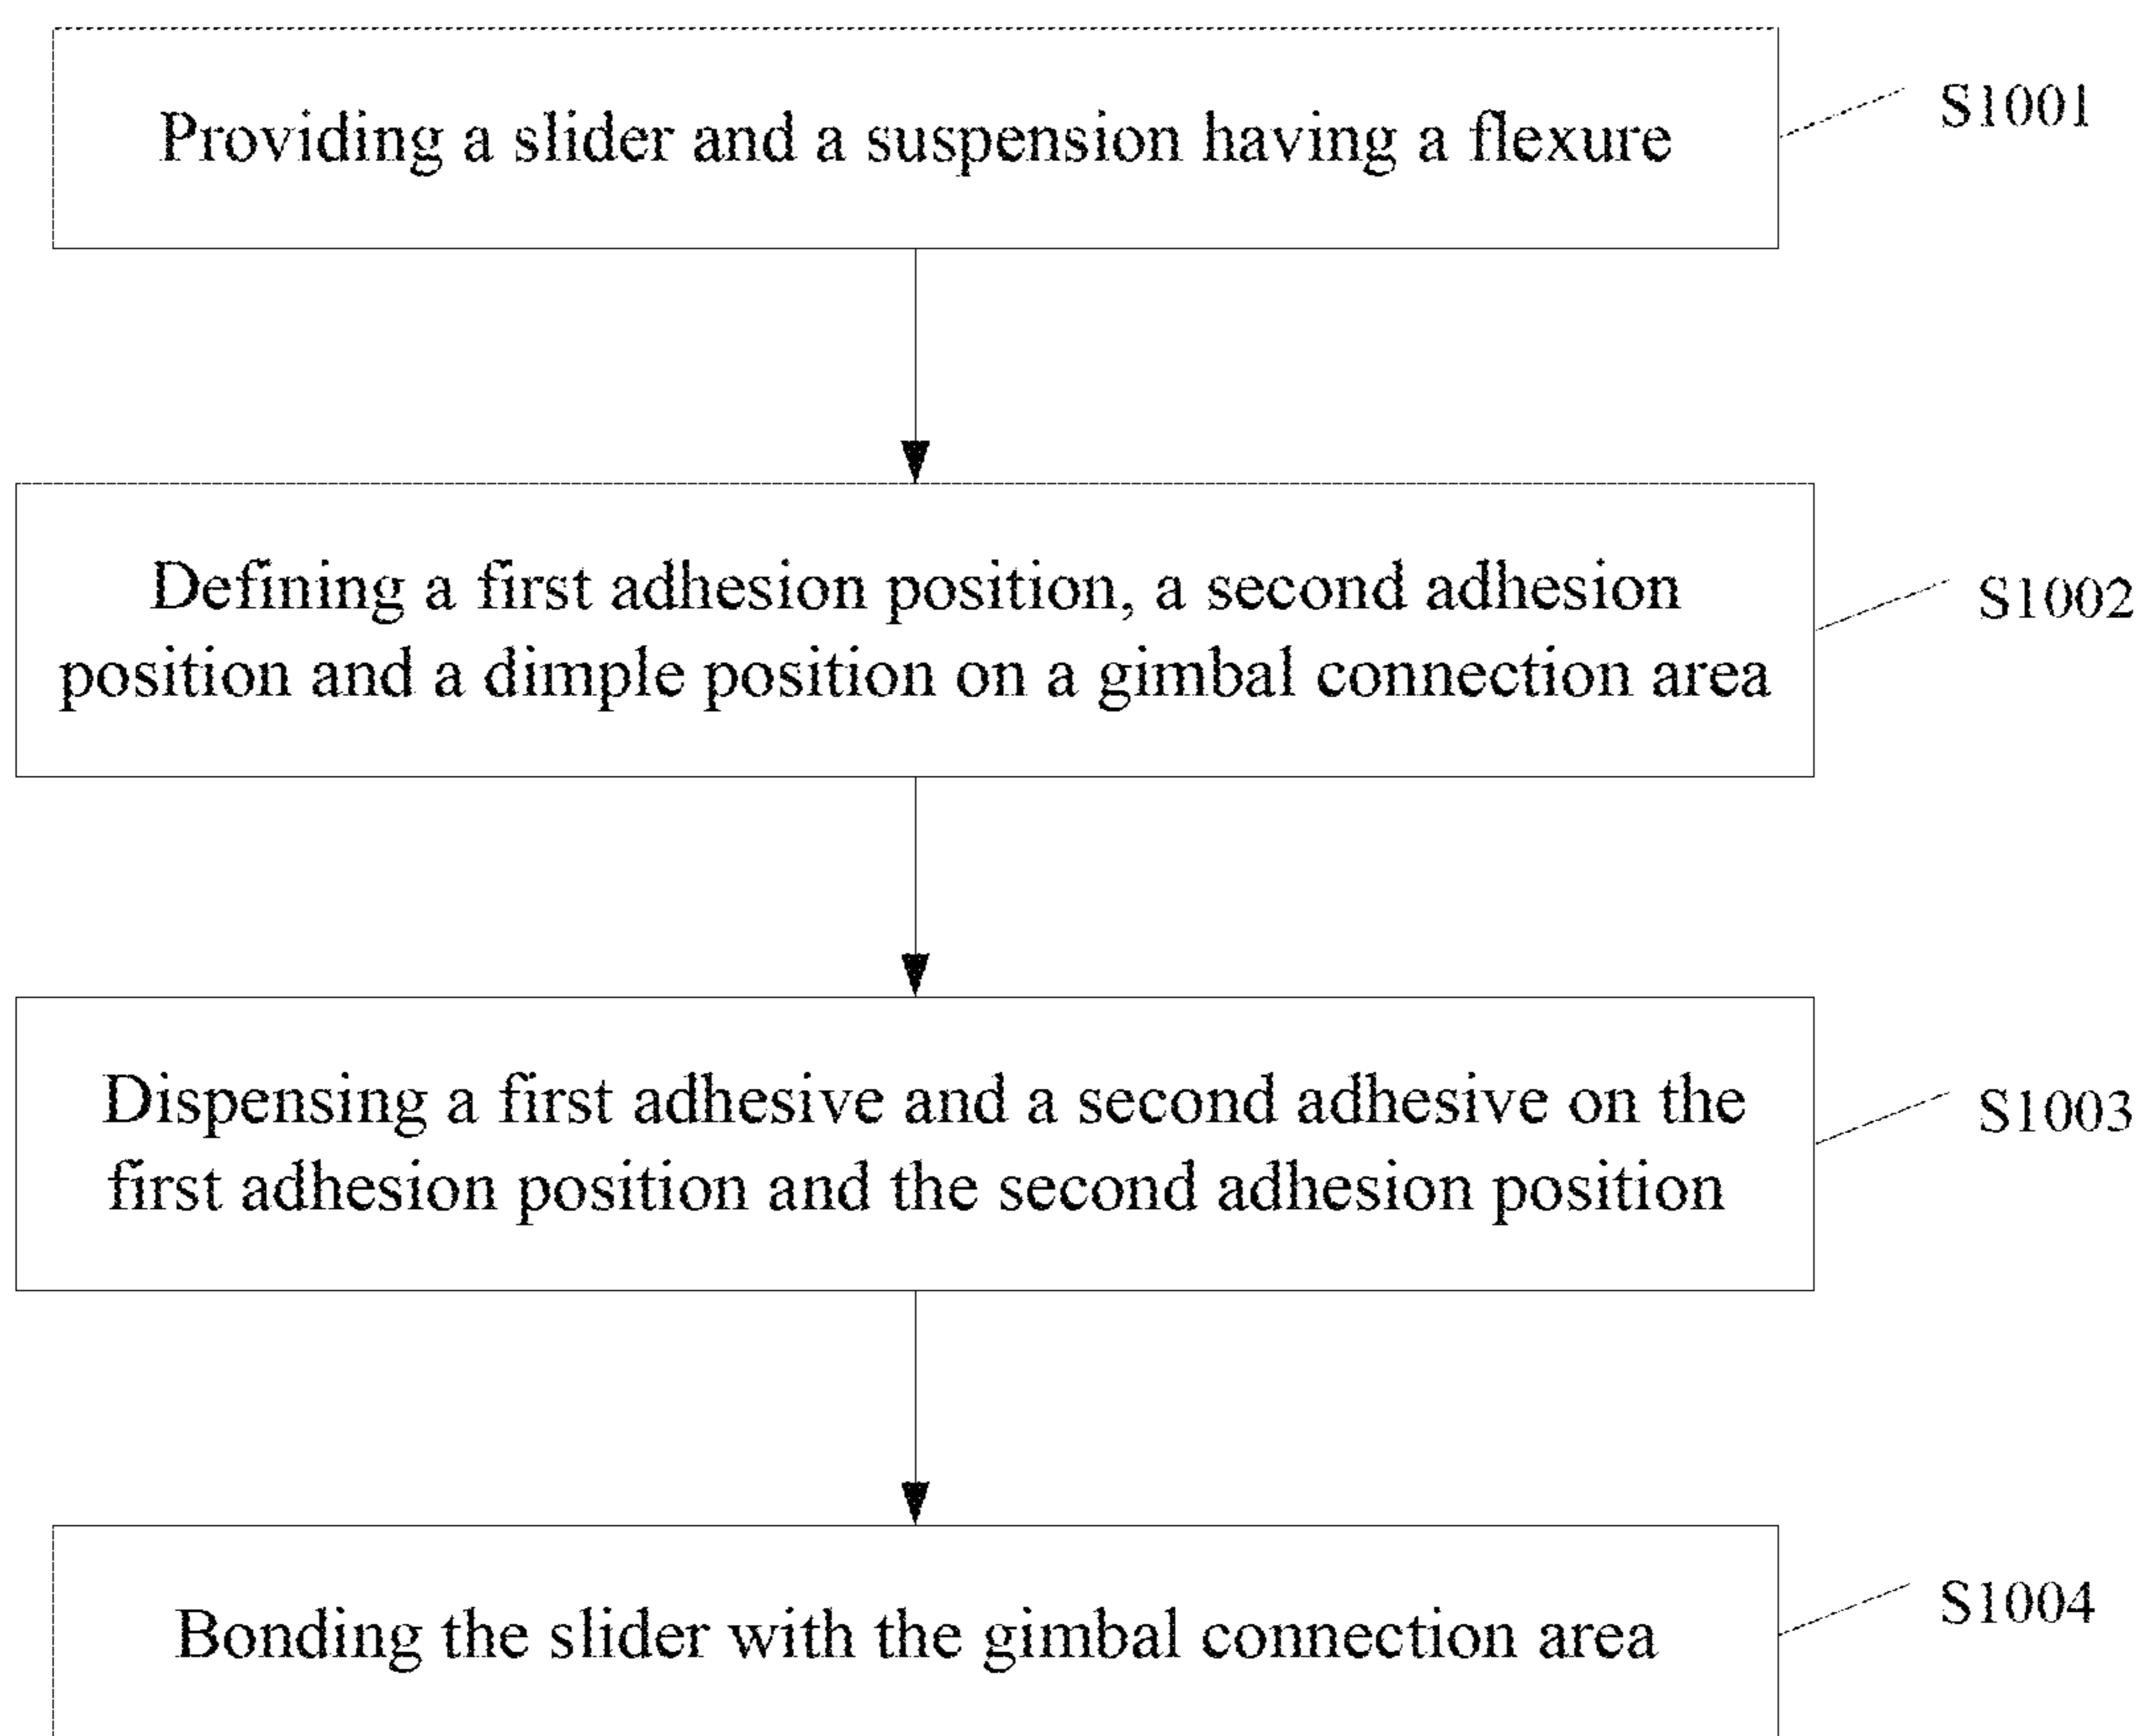 Providing a slider and a suspension having a flexure
S1001
Defining a first adhesion position, a second adhesion
position and a dimple position on a gimbal connection area
S1002
Dispensing a first adhesive and a second adhesive on the
first adhesion position and the second adhesion position
S1003
Bonding the slider with the gimbal connection area
S1004